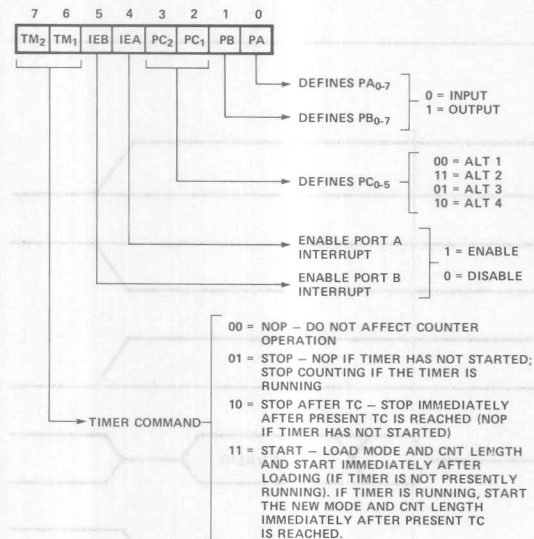 7 6 5 4 3 2 1 0
TM2 TM1 IEB IEA PC2 PC1 PB PA
DEFINES PA0-7
DEFINES PB0-7
0 = INPUT
1 = OUTPUT
DEFINES PC0-5
00 = ALT 1
11 = ALT 2
01 = ALT 3
10 = ALT 4
ENABLE PORT A
INTERRUPT
ENABLE PORT B
INTERRUPT
1 = ENABLE
0 = DISABLE
TIMER COMMAND
00 = NOP – DO NOT AFFECT COUNTER
OPERATION
01 = STOP – NOP IF TIMER HAS NOT STARTED;
STOP COUNTING IF THE TIMER IS
RUNNING
10 = STOP AFTER TC – STOP IMMEDIATELY
AFTER PRESENT TC IS REACHED (NOP
IF TIMER HAS NOT STARTED)
11 = START – LOAD MODE AND CNT LENGTH
AND START IMMEDIATELY AFTER
LOADING (IF TIMER IS NOT PRESENTLY
RUNNING). IF TIMER IS RUNNING, START
THE NEW MODE AND CNT LENGTH
IMMEDIATELY AFTER PRESENT TC
IS REACHED.